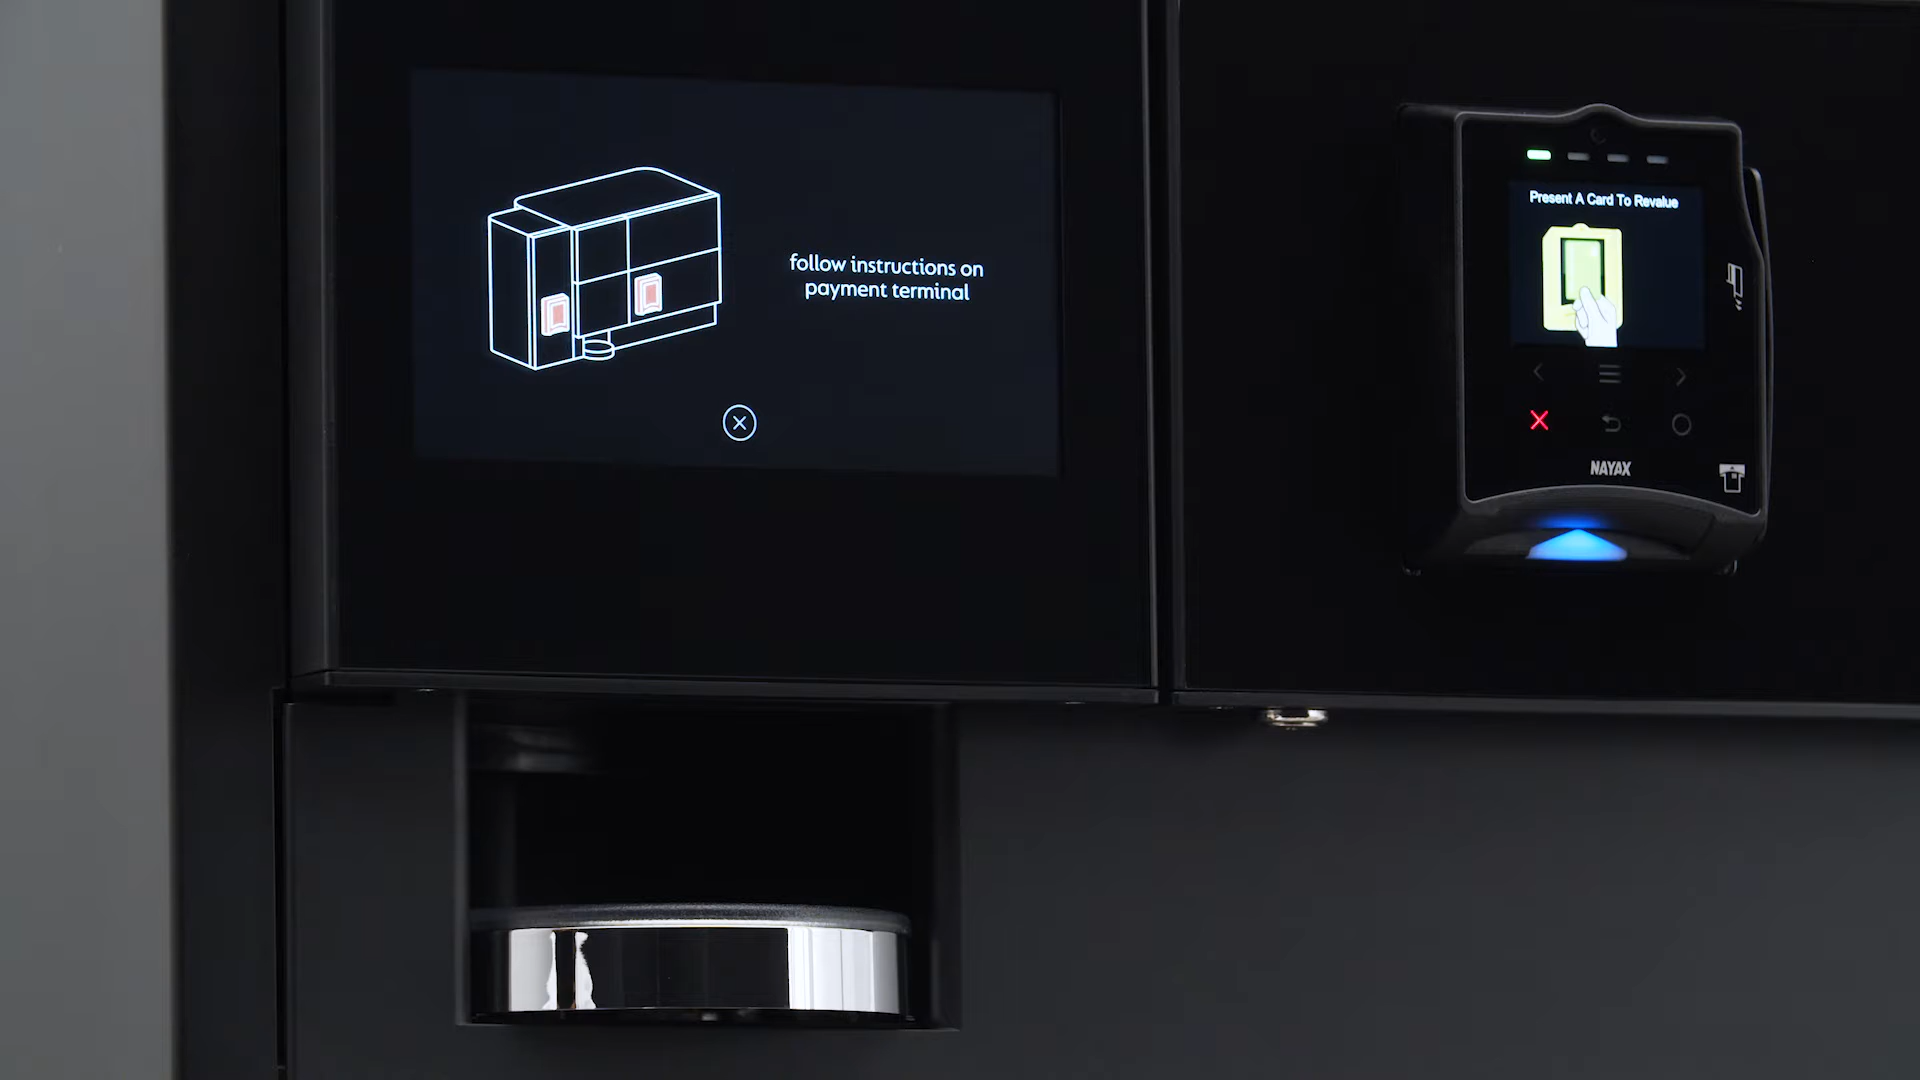 follow instructions on
payment terminal
Present A Card To Revalue
NAYAX